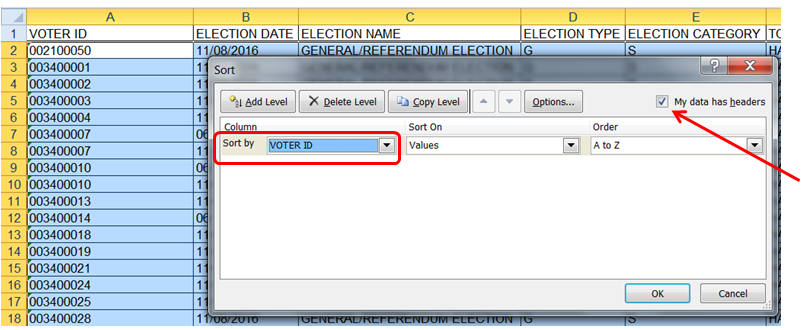 A B C D E
1 VOTER ID ELECTION DATE ELECTION NAME ELECTION TYPE ELECTION CATEGORY TO
2 002100050 11/08/2016 GENERAL/REFERENDUM ELECTION G S HA
3 003400001 11
Sort
4 003400002 11
5 003400003 11
Add Level Delete Level Copy Level Options... My data has headers
6 003400004 11
Column Sort On Order
7 003400007 06
Sort by VOTER ID Values A to Z
8 003400007 11
9 003400010 06
10 003400010 11
11 003400013 11
12 003400014 06
13 003400018 11
14 003400019 11
15 003400021 11
16 003400024 11
OK Cancel
17 003400025 11
18 003400028 11/08/2016 GENERAL/REFERENDUM ELECTION G S HA